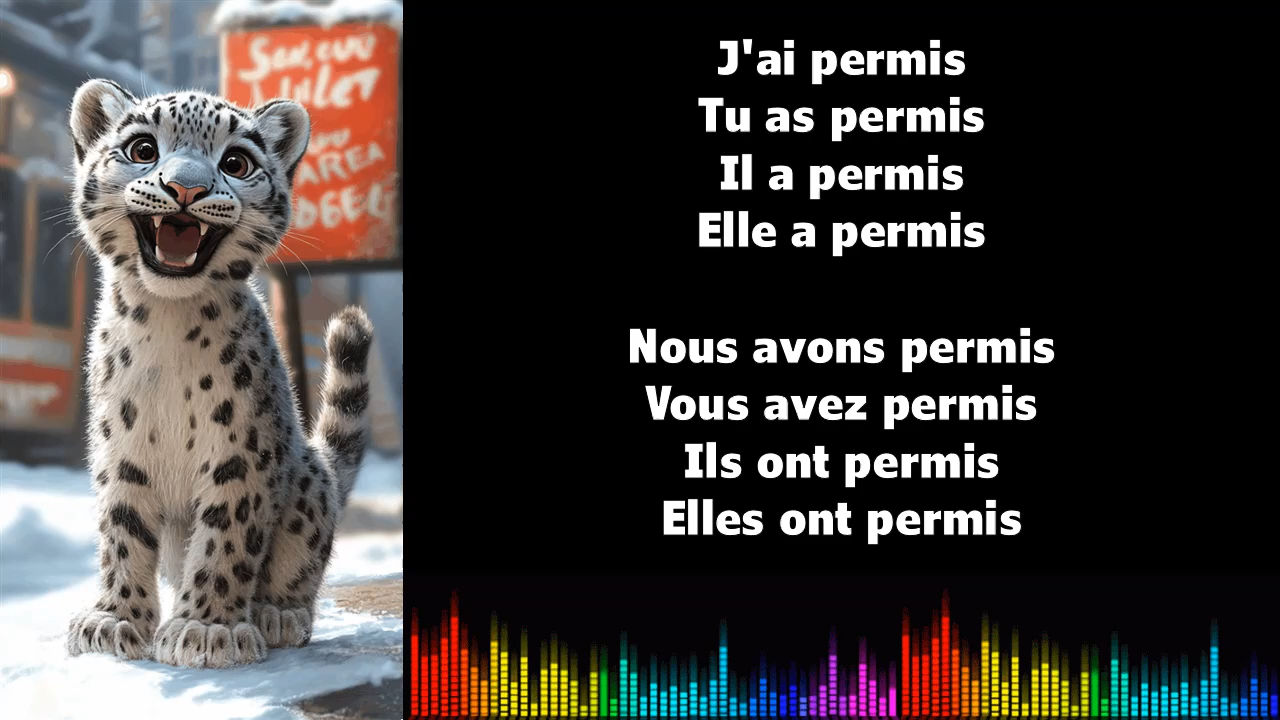 J'ai permis
Tu as permis
Il a permis
Elle a permis
Nous avons permis
Vous avez permis
Ils ont permis
Elles ont permis